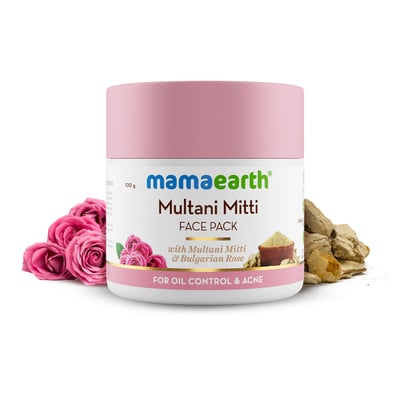 100 g
mamaearth®
Multani Mitti
FACE PACK
with Multani Mitti
& Bulgarian Rose
FOR OIL CONTROL & ACNE